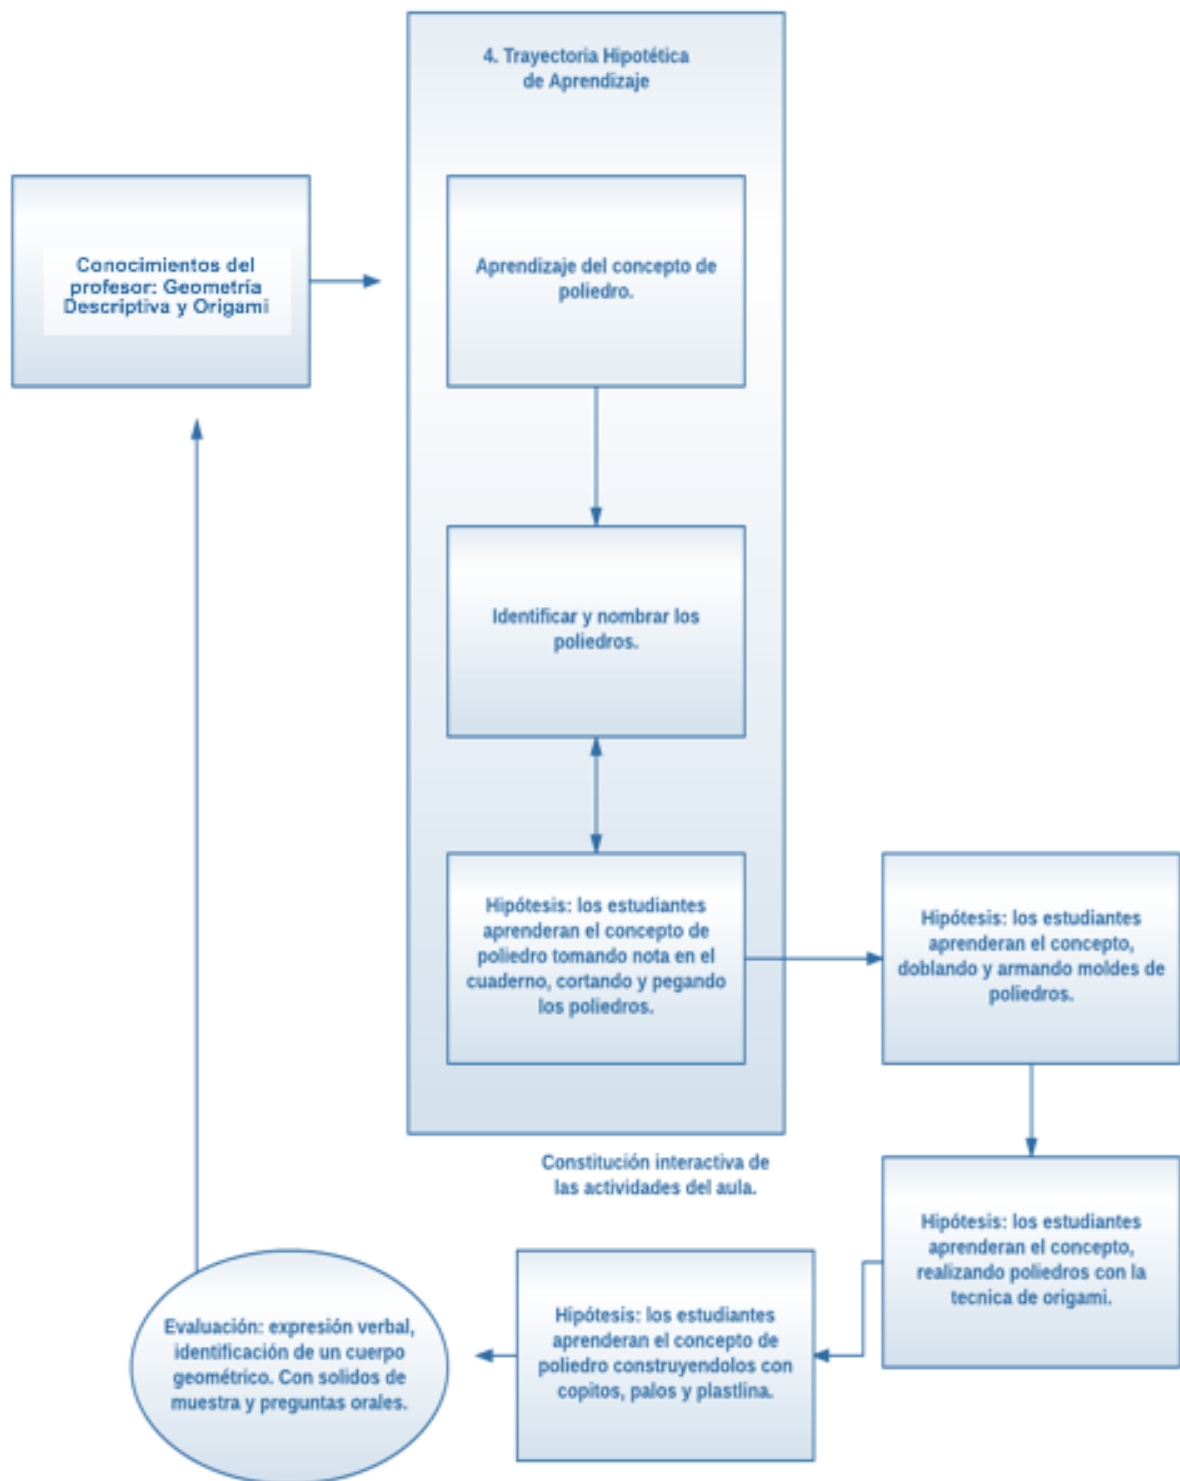 4. Trayectoria Hipotética
de Aprendizaje
Conocimientos del
profesor: Geometría
Descriptiva y Origami
Aprendizaje del concepto de
poliedro.
Identificar y nombrar los
poliedros.
Hipótesis: los estudiantes
aprenderan el concepto de
poliedro tomando nota en el
cuaderno, cortando y pegando
los poliedros.
Hipótesis: los estudiantes
aprenderan el concepto,
doblando y armando moldes de
poliedros.
Constitución interactiva de
las actividades del aula.
Hipótesis: los estudiantes
aprenderan el concepto,
realizando poliedros con la
tecnica de origami.
Hipótesis: los estudiantes
aprenderan el concepto de
poliedro construyendolos con
copitos, palos y plastlina.
Evaluación: expresión verbal,
identificación de un cuerpo
geométrico. Con solidos de
muestra y preguntas orales.